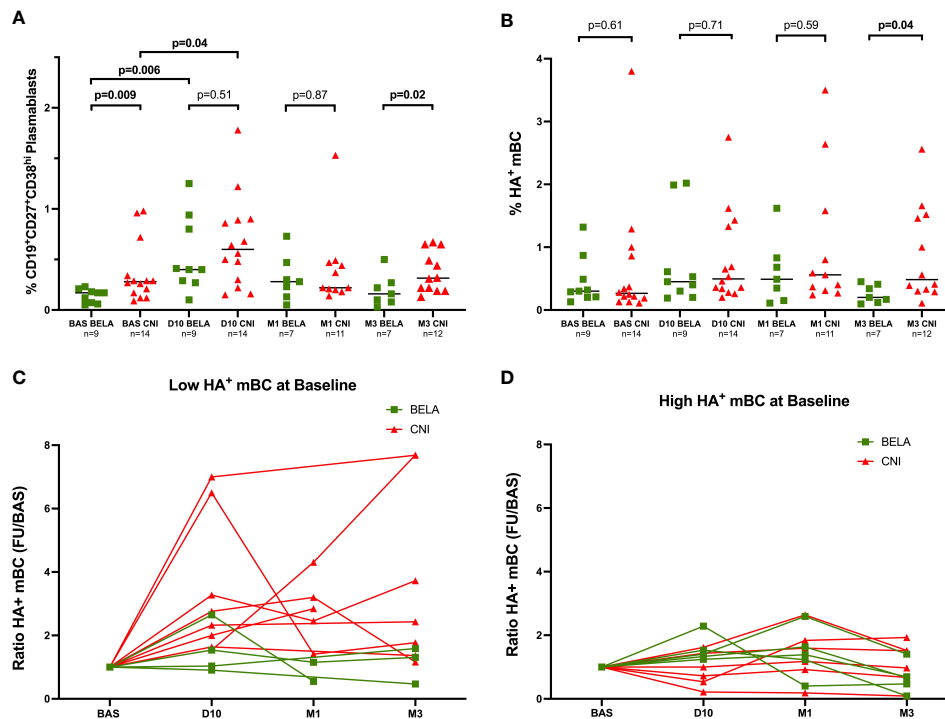 A
p=0.04
p=0.006
p=0.009
p=0.51
p=0.87
p=0.02
% CD19+CD27+CD38hi Plasmablasts
2
1
0
BAS BELA
BAS CNI
D10 BELA
D10 CNI
M1 BELA
M1 CNI
M3 BELA
M3 CNI
n=9
n=14
n=9
n=14
n=7
n=11
n=7
n=12
B
p=0.61
p=0.71
p=0.59
p=0.04
% HA+ mBC
4
3
2
1
0
BAS BELA
BAS CNI
D10 BELA
D10 CNI
M1 BELA
M1 CNI
M3 BELA
M3 CNI
n=9
n=14
n=9
n=14
n=7
n=11
n=7
n=12
C
Low HA+ mBC at Baseline
BELA
CNI
Ratio HA+ mBC (FU/BAS)
8
6
4
2
0
BAS
D10
M1
M3
D
High HA+ mBC at Baseline
BELA
CNI
Ratio HA+ mBC (FU/BAS)
8
6
4
2
0
BAS
D10
M1
M3